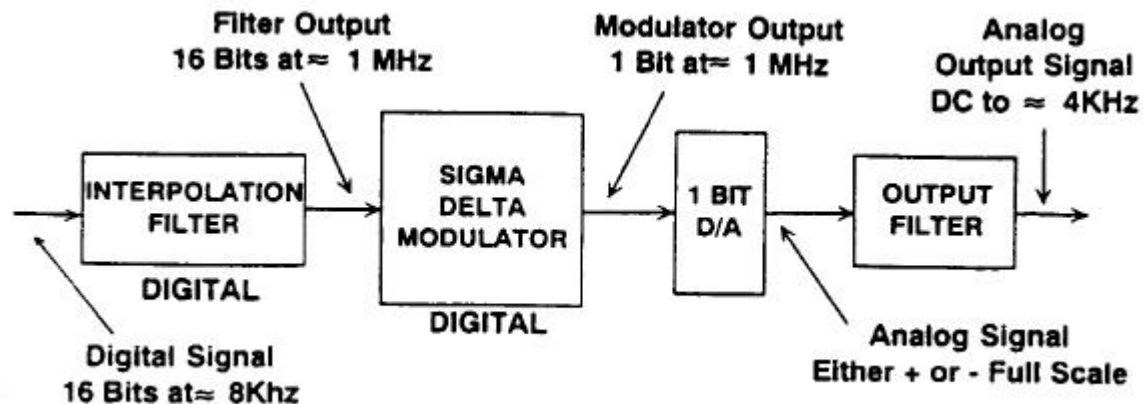 Filter Output
16 Bits at ≈ 1 MHz
Modulator Output
1 Bit at ≈ 1 MHz
Analog
Output Signal
DC to ≈ 4KHz
INTERPOLATION
FILTER
DIGITAL
SIGMA
DELTA
MODULATOR
DIGITAL
1 BIT
D/A
OUTPUT
FILTER
Digital Signal
16 Bits at ≈ 8Khz
Analog Signal
Either + or - Full Scale